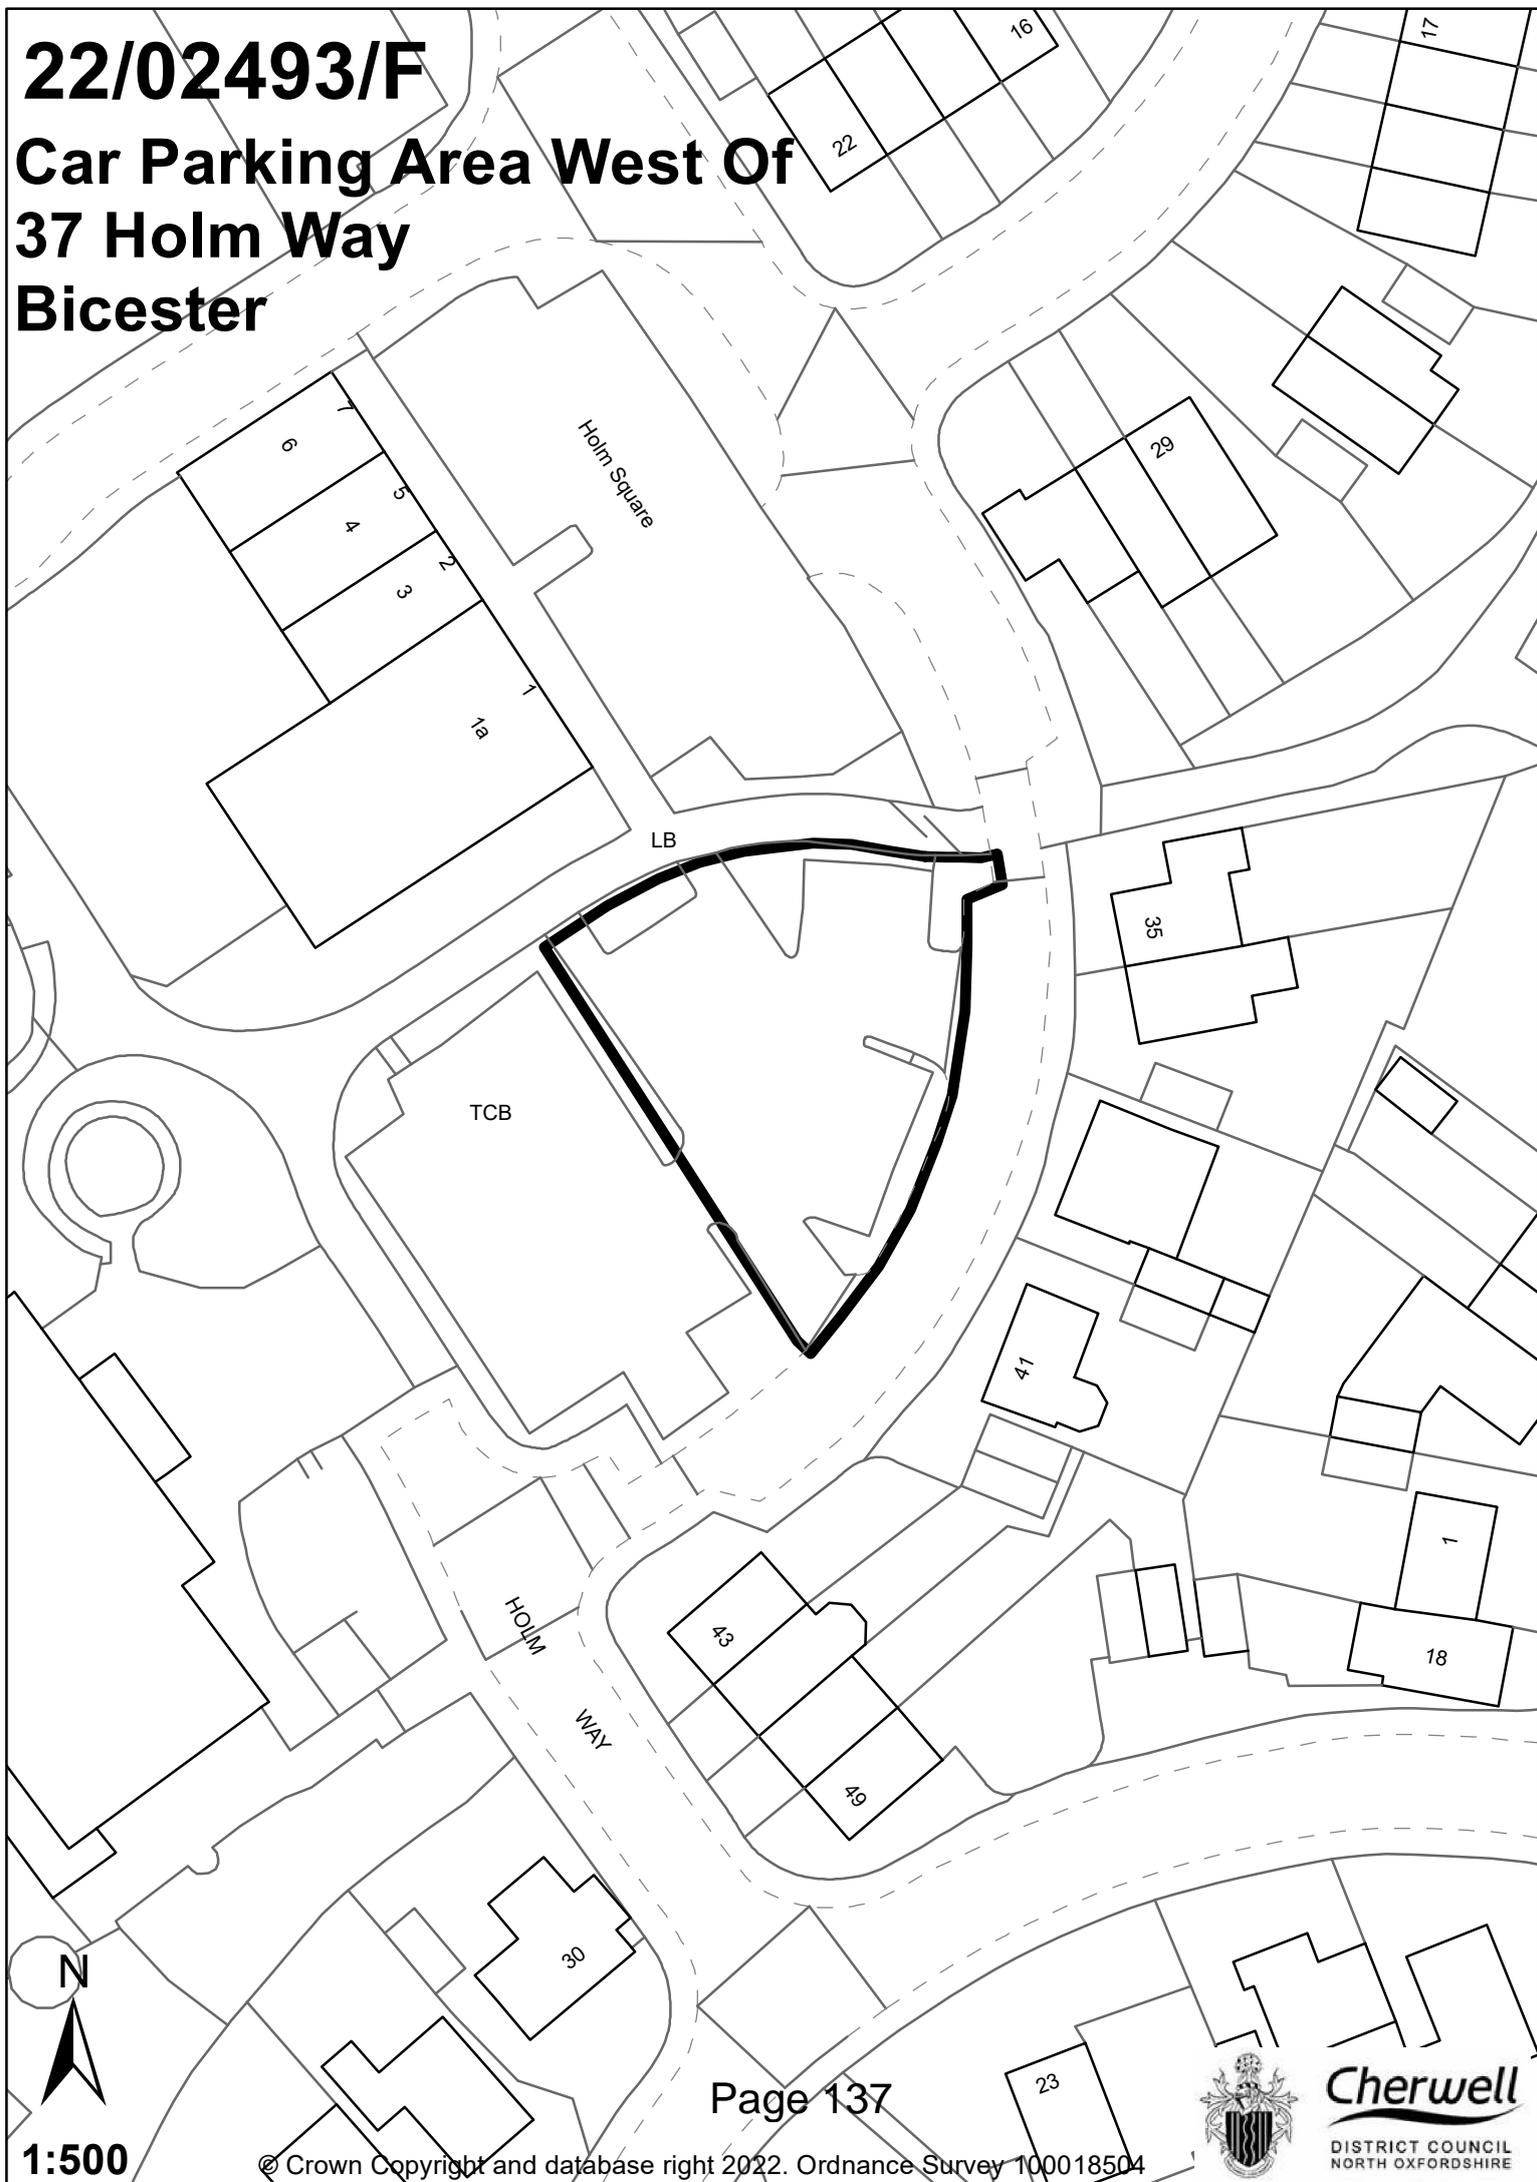 22/02493/F
Car Parking Area West Of
37 Holm Way
Bicester
16
17
22
29
7
6
5
4
2
3
1
1a
Holm Square
LB
35
TCB
41
1
18
43
49
HOLM
WAY
30
23
N
Page 137
1:500
© Crown Copyright and database right 2022. Ordnance Survey 100018504
Cherwell
DISTRICT COUNCIL
NORTH OXFORDSHIRE